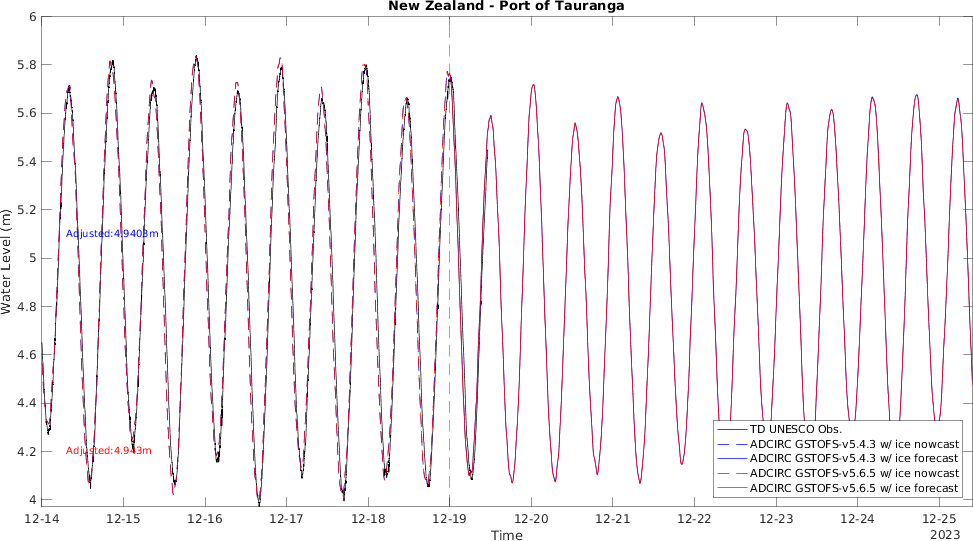 New Zealand - Port of Tauranga
Water Level (m)
6
5.8
5.6
5.4
5.2
5
4.8
4.6
4.4
4.2
4
Adjusted:4.9403m
Adjusted:4.943m
TD UNESCO Obs.
ADCIRC GSTOFS-v5.4.3 w/ ice nowcast
ADCIRC GSTOFS-v5.4.3 w/ ice forecast
ADCIRC GSTOFS-v5.6.5 w/ ice nowcast
ADCIRC GSTOFS-v5.6.5 w/ ice forecast
12-14 12-15 12-16 12-17 12-18 12-19 12-20 12-21 12-22 12-23 12-24 12-25
Time
2023